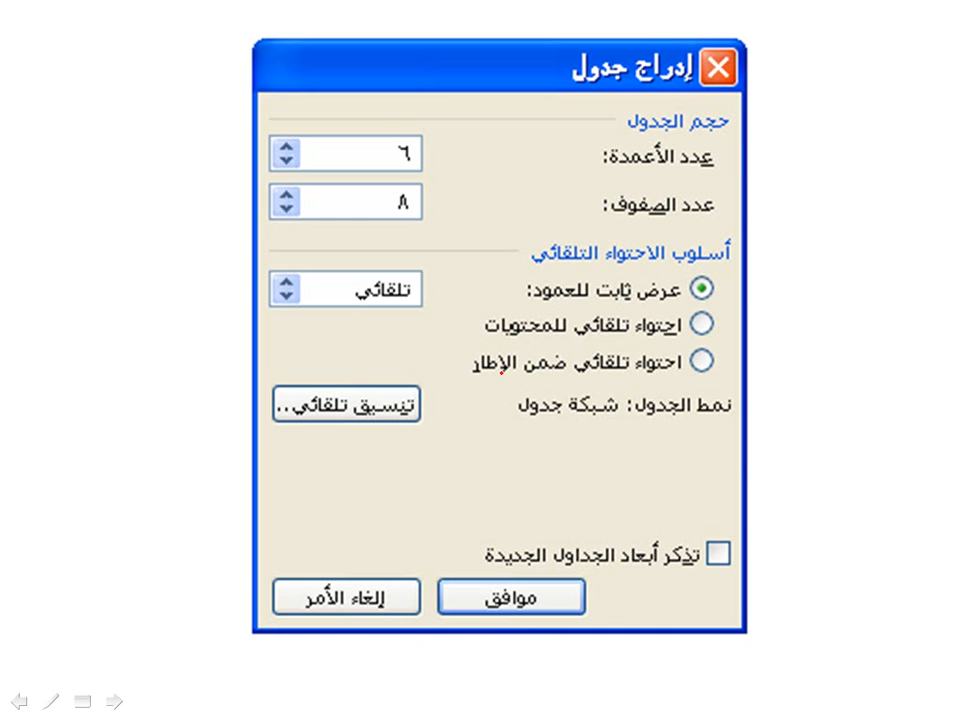 إدراج جدول
حجم الجدول
عدد الأعمدة: ٦
عدد الصفوف: ٨
أسلوب الاحتواء التلقائي
عرض ثابت للعمود: تلقائي
احتواء تلقائي للمحتويات
احتواء تلقائي ضمن الإطار
نمط الجدول: شبكة جدول تنسيق تلقائي..
تذكر أبعاد الجداول الجديدة
موافق إلغاء الأمر